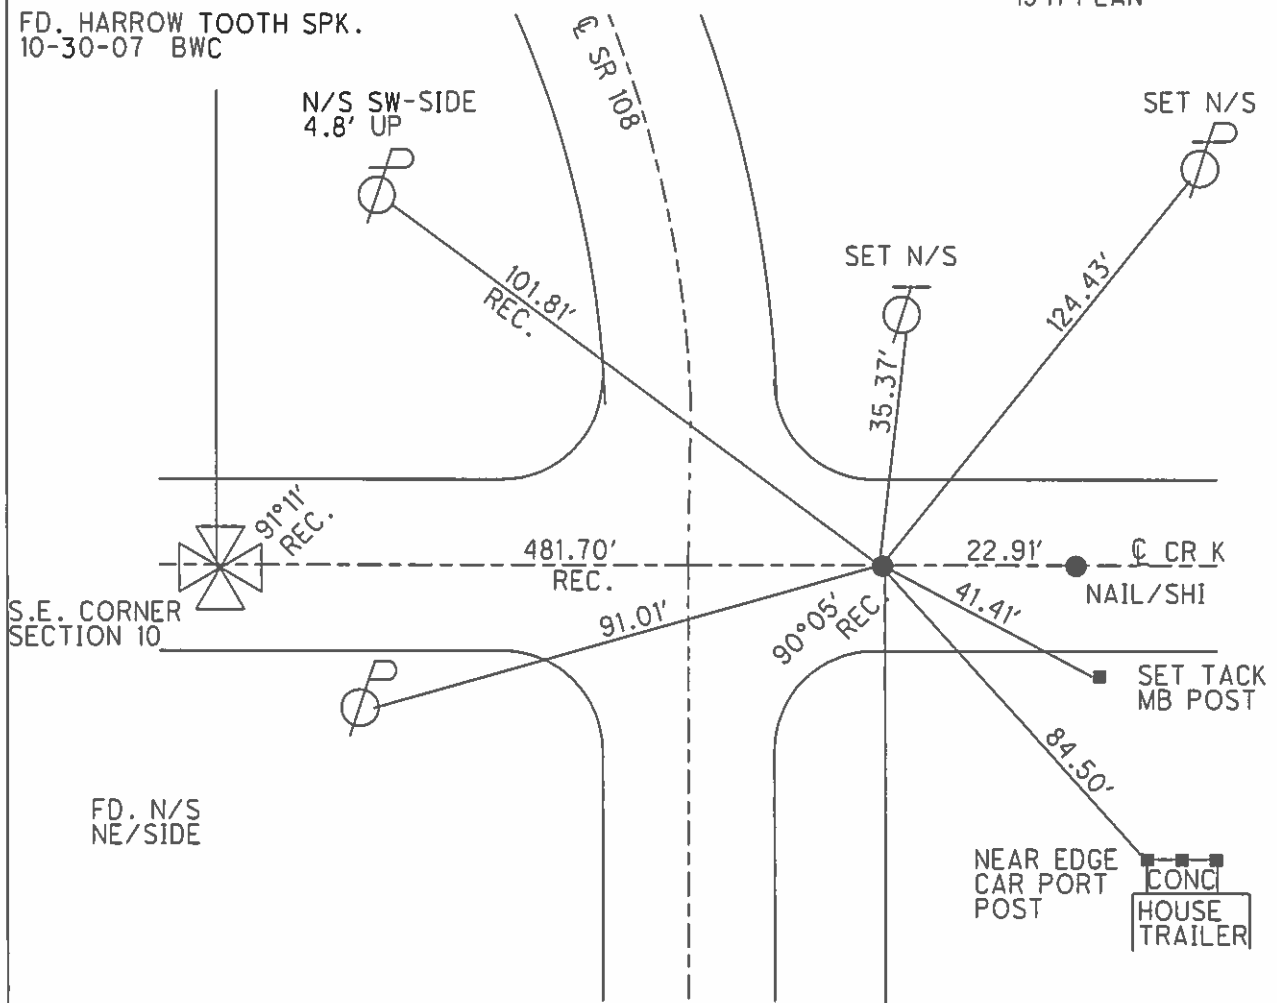 FD. HARROW TOOTH SPK.
10-30-07 BWC
N/S SW-SIDE
4.8' UP
℄ SR 108
SET N/S
SET N/S
101.81'
REC.
35.37'
124.43'
91°11'
REC.
481.70'
REC.
22.91'
℄ CR K
NAIL/SHI
S.E. CORNER
SECTION 10
91.01'
90°05'
REC.
41.41'
SET TACK
MB POST
84.50'
FD. N/S
NE/SIDE
NEAR EDGE
CAR PORT
POST
CONC
HOUSE
TRAILER